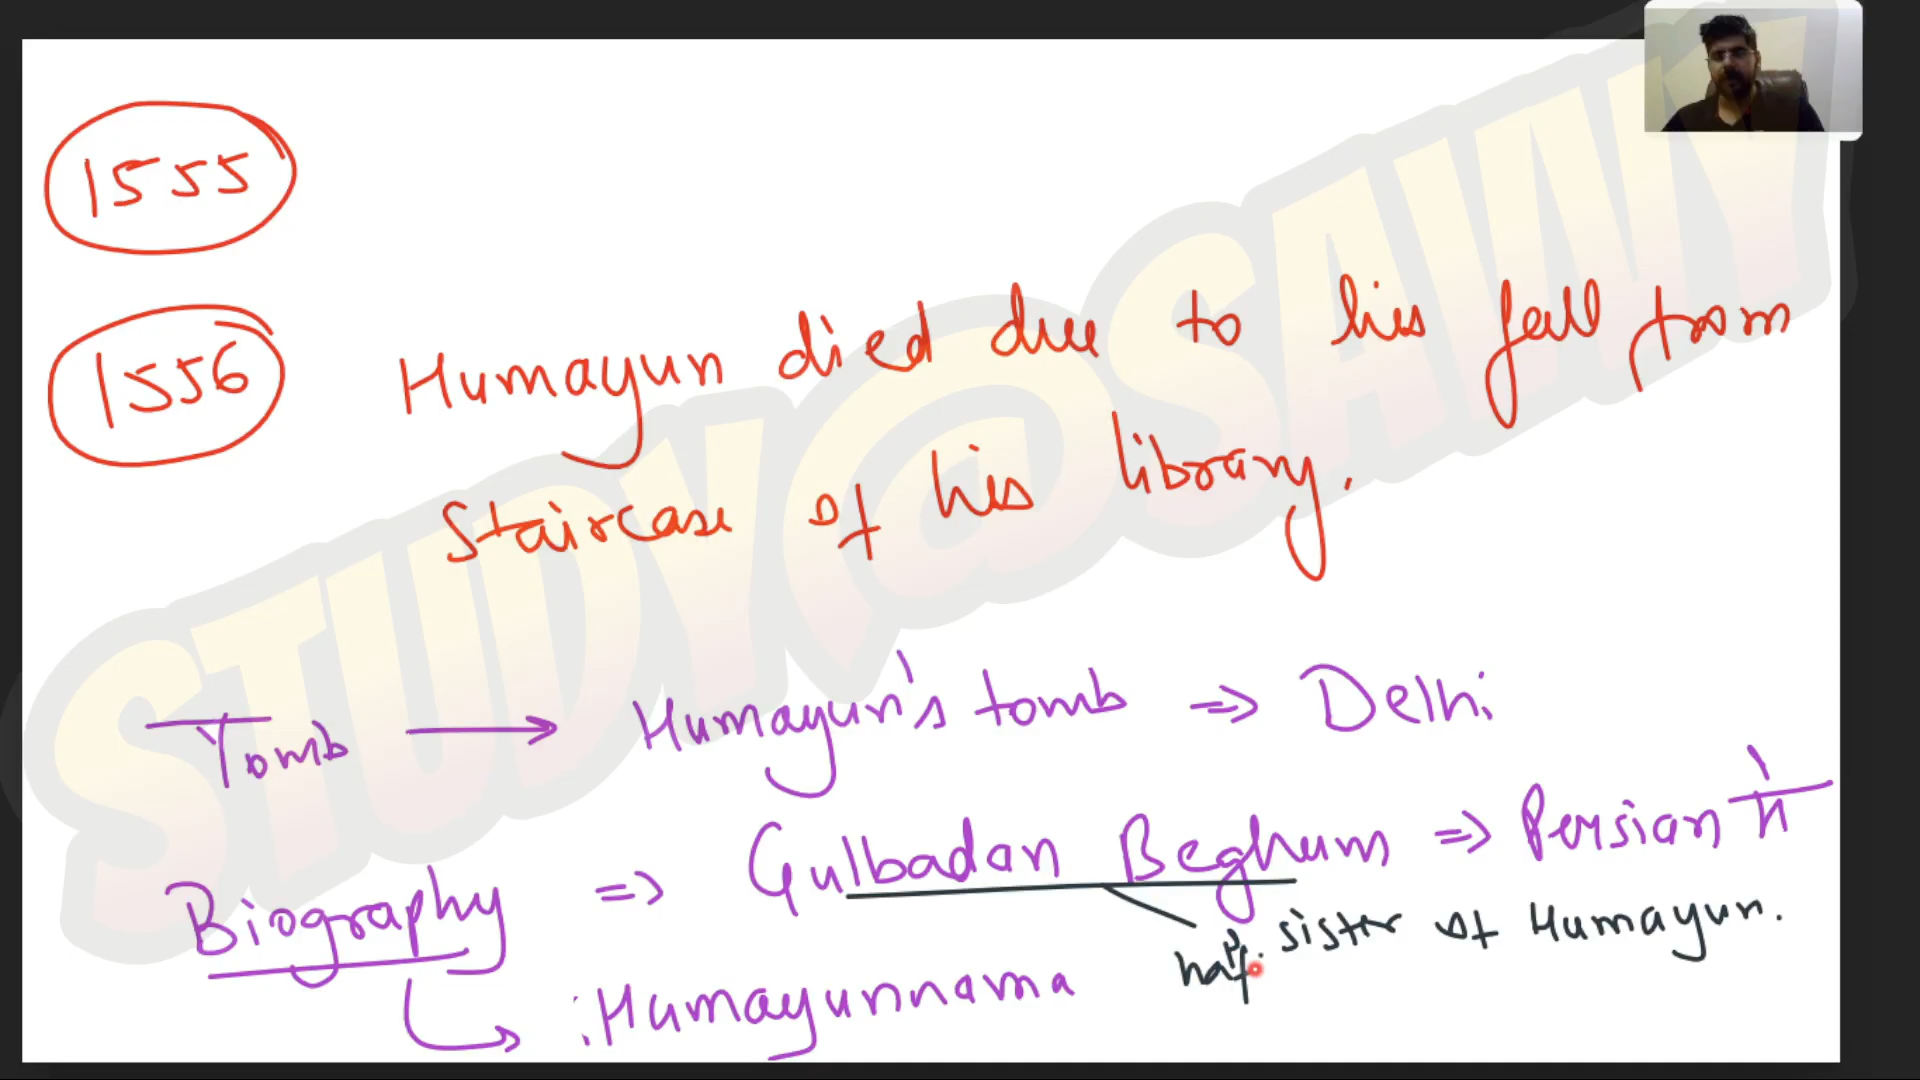 1555
1556 Humayun died due to his fall from
staircase of his library.
Tomb → Humayun's tomb ⇒ Delhi
Biography ⇒ Gulbadan Beghum ⇒ Persian
half sister of Humayun.
↳ :Humayunnama
STUDY@SAWY